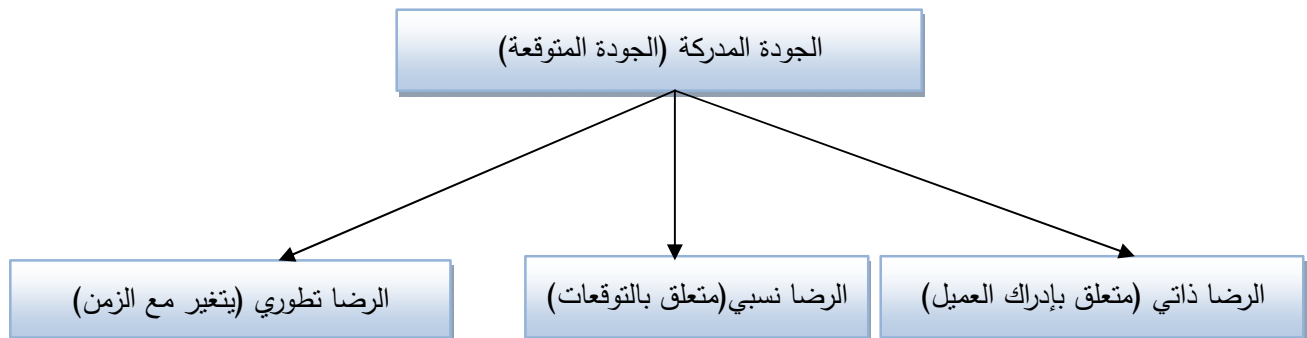 الجودة المدركة (الجودة المتوقعة)
الرضا ذاتي (متعلق بإدراك العميل)
الرضا نسبي(متعلق بالتوقعات)
الرضا تطوري (يتغير مع الزمن)